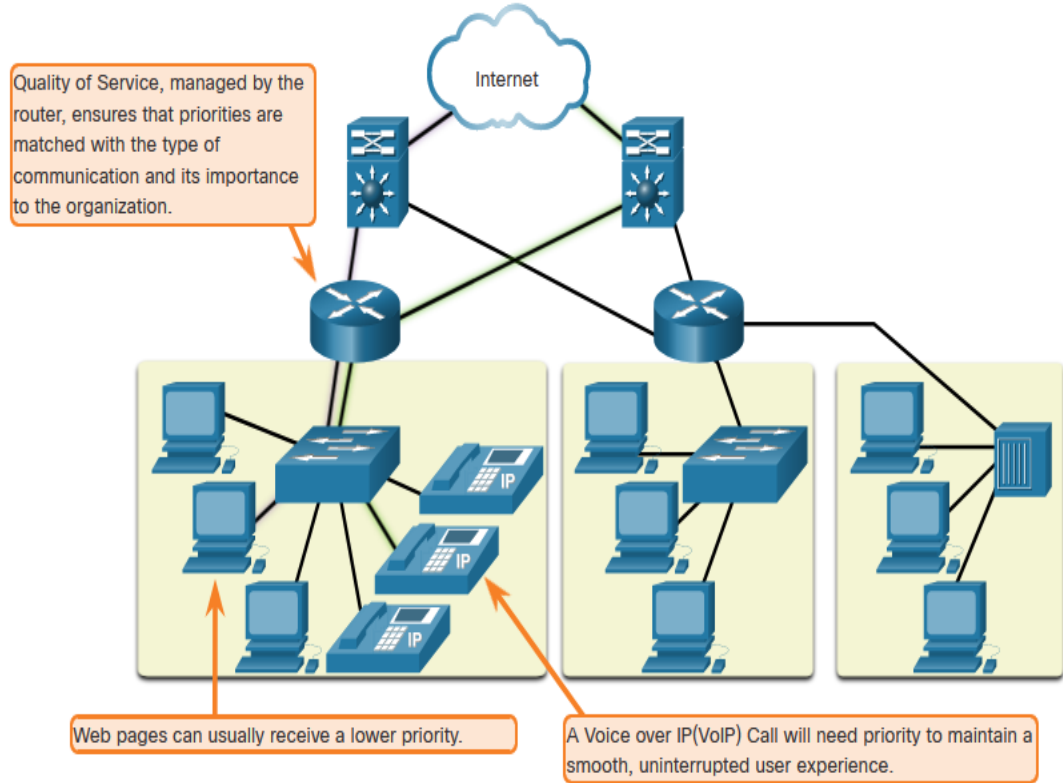 Internet
Quality of Service, managed by the
router, ensures that priorities are
matched with the type of
communication and its importance
to the organization.
IP
IP
IP
Web pages can usually receive a lower priority.
A Voice over IP(VoIP) Call will need priority to maintain a
smooth, uninterrupted user experience.